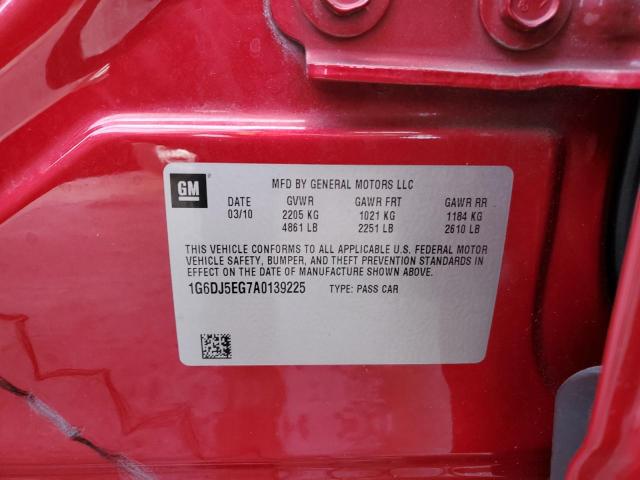 GM MFD BY GENERAL MOTORS LLC
DATE GVWR GAWR FRT GAWR RR
03/10 2205 KG 1021 KG 1184 KG
4861 LB 2251 LB 2610 LB
THIS VEHICLE CONFORMS TO ALL APPLICABLE U.S. FEDERAL MOTOR
VEHICLE SAFETY, BUMPER, AND THEFT PREVENTION STANDARDS IN
EFFECT ON THE DATE OF MANUFACTURE SHOWN ABOVE.
1G6DJ5EG7A0139225 TYPE: PASS CAR